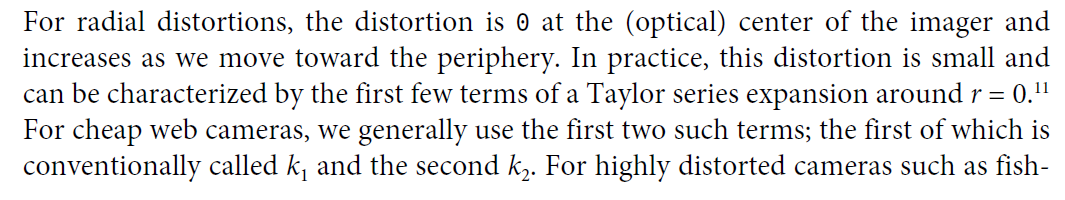 For radial distortions, the distortion is 0 at the (optical) center of the imager and
increases as we move toward the periphery. In practice, this distortion is small and
can be characterized by the first few terms of a Taylor series expansion around r = 0.¹¹
For cheap web cameras, we generally use the first two such terms; the first of which is
conventionally called k₁ and the second k₂. For highly distorted cameras such as fish-